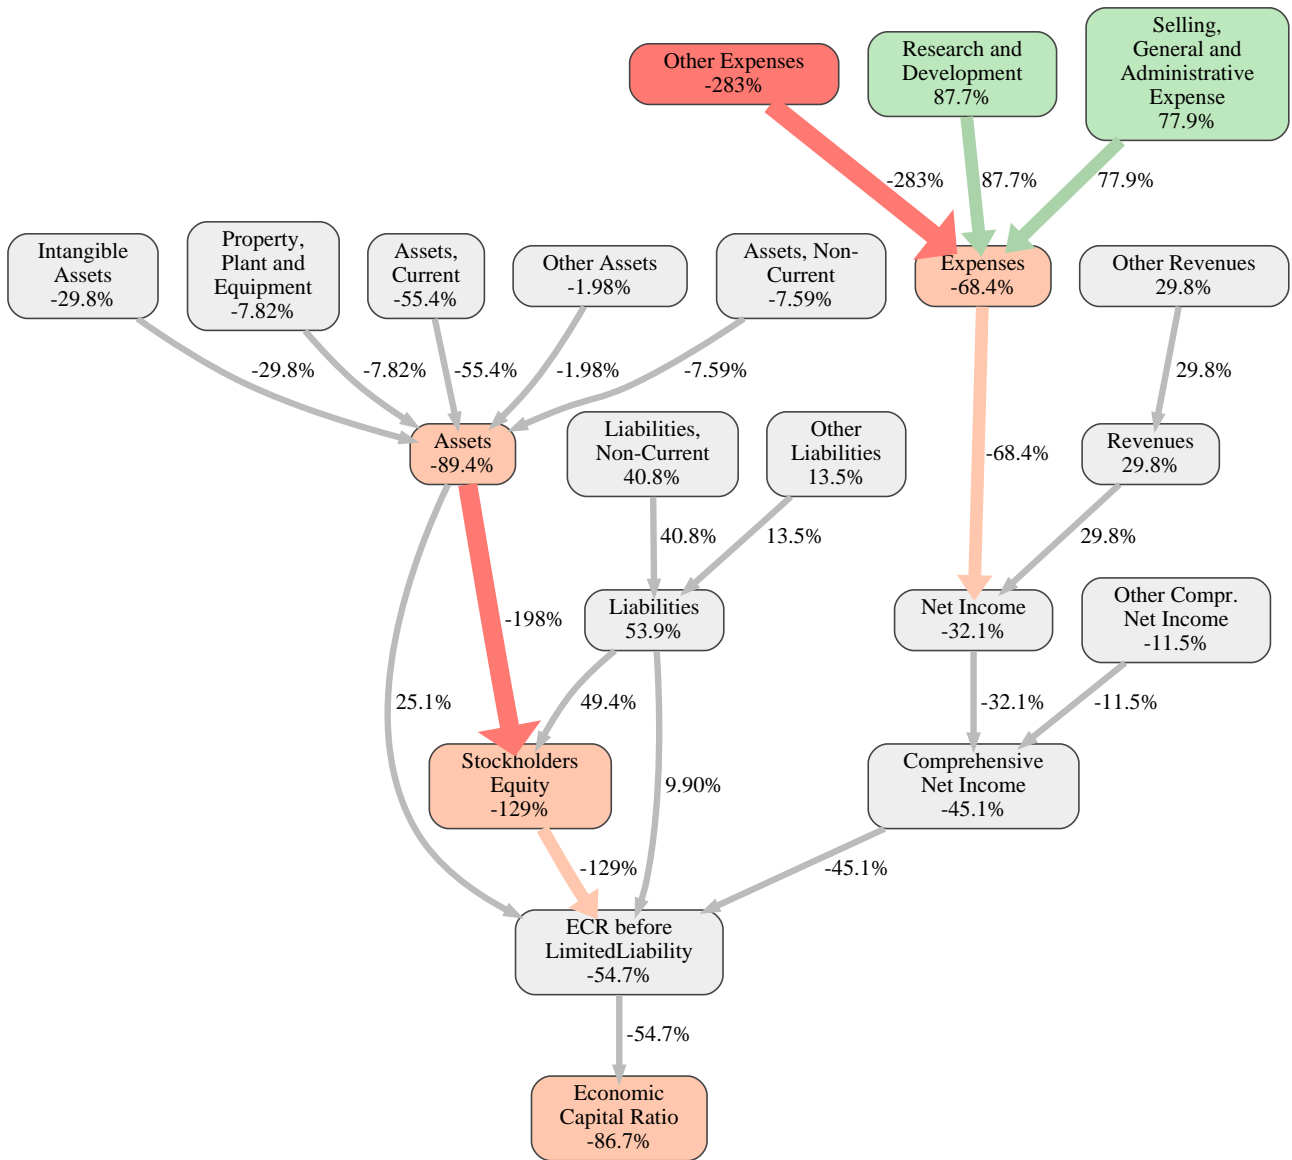 Other Expenses
-283%
Research and
Development
87.7%
Selling,
General and
Administrative
Expense
77.9%
-283%
87.7%
77.9%
Intangible
Assets
-29.8%
Property,
Plant and
Equipment
-7.82%
Assets,
Current
-55.4%
Other Assets
-1.98%
Assets, Non-
Current
-7.59%
Expenses
-68.4%
Other Revenues
29.8%
-29.8%
-7.82%
-55.4%
-1.98%
-7.59%
29.8%
Assets
-89.4%
Liabilities,
Non-Current
40.8%
Other
Liabilities
13.5%
-68.4%
Revenues
29.8%
40.8%
13.5%
29.8%
-198%
Liabilities
53.9%
Net Income
-32.1%
Other Compr.
Net Income
-11.5%
25.1%
49.4%
-32.1%
-11.5%
Stockholders
Equity
-129%
9.90%
Comprehensive
Net Income
-45.1%
-129%
-45.1%
ECR before
LimitedLiability
-54.7%
-54.7%
Economic
Capital Ratio
-86.7%